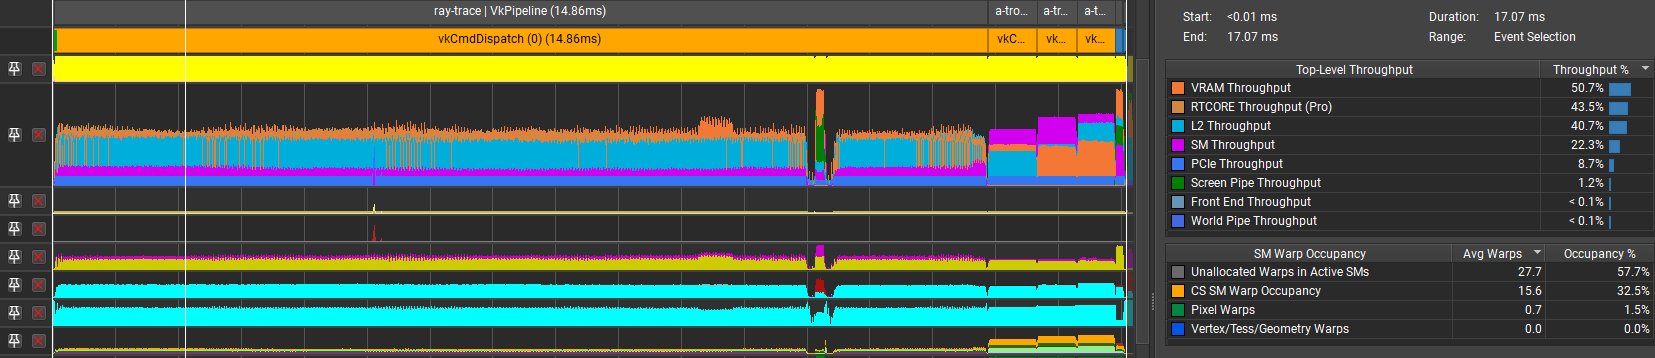 ray-trace | VkPipeline (14.86ms) a-tro... a-tr... a-t...
vkCmdDispatch (0) (14.86ms) vkC... vk... vk...
Start: <0.01 ms Duration: 17.07 ms
End: 17.07 ms Range: Event Selection
Top-Level Throughput Throughput %
VRAM Throughput 50.7%
RTCORE Throughput (Pro) 43.5%
L2 Throughput 40.7%
SM Throughput 22.3%
PCIe Throughput 8.7%
Screen Pipe Throughput 1.2%
Front End Throughput < 0.1%
World Pipe Throughput < 0.1%
SM Warp Occupancy Avg Warps Occupancy %
Unallocated Warps in Active SMs 27.7 57.7%
CS SM Warp Occupancy 15.6 32.5%
Pixel Warps 0.7 1.5%
Vertex/Tess/Geometry Warps 0.0 0.0%